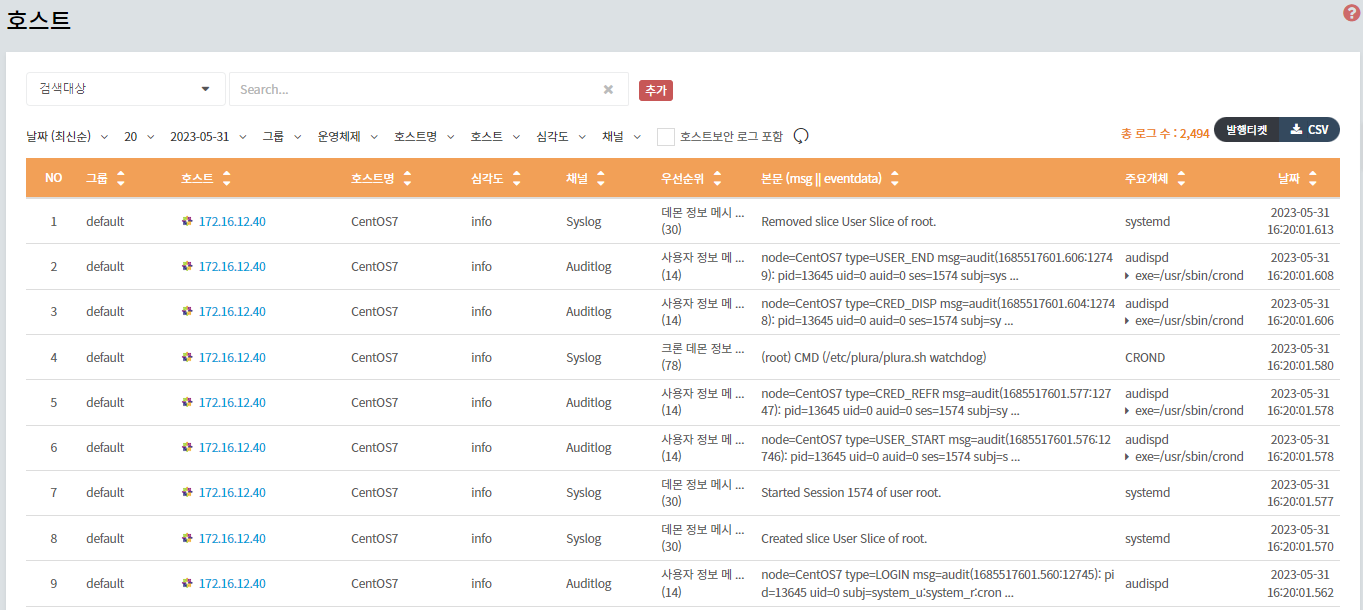 호스트
?
검색대상 Search... 추가
날짜 (최신순) 20 2023-05-31 그룹 운영체제 호스트명 호스트 심각도 채널 호스트보안 로그 포함 총 로그 수 : 2,494 발행티켓 CSV
NO 그룹 호스트 호스트명 심각도 채널 우선순위 본문 (msg || eventdata) 주요개체 날짜
1 default 172.16.12.40 CentOS7 info Syslog 데몬 정보 메시 ... (30) Removed slice User Slice of root. systemd 2023-05-31 16:20:01.613
2 default 172.16.12.40 CentOS7 info Auditlog 사용자 정보 메 ... (14) node=CentOS7 type=USER_END msg=audit(1685517601.606:12749): pid=13645 uid=0 auid=0 ses=1574 subj=sys ... audispd exe=/usr/sbin/crond 2023-05-31 16:20:01.608
3 default 172.16.12.40 CentOS7 info Auditlog 사용자 정보 메 ... (14) node=CentOS7 type=CRED_DISP msg=audit(1685517601.604:12748): pid=13645 uid=0 auid=0 ses=1574 subj=sy ... audispd exe=/usr/sbin/crond 2023-05-31 16:20:01.606
4 default 172.16.12.40 CentOS7 info Syslog 크론 데몬 정보 ... (78) (root) CMD (/etc/plura/plura.sh watchdog) CROND 2023-05-31 16:20:01.580
5 default 172.16.12.40 CentOS7 info Auditlog 사용자 정보 메 ... (14) node=CentOS7 type=CRED_REFR msg=audit(1685517601.577:12747): pid=13645 uid=0 auid=0 ses=1574 subj=sy ... audispd exe=/usr/sbin/crond 2023-05-31 16:20:01.578
6 default 172.16.12.40 CentOS7 info Auditlog 사용자 정보 메 ... (14) node=CentOS7 type=USER_START msg=audit(1685517601.576:12746): pid=13645 uid=0 auid=0 ses=1574 subj=s ... audispd exe=/usr/sbin/crond 2023-05-31 16:20:01.578
7 default 172.16.12.40 CentOS7 info Syslog 데몬 정보 메시 ... (30) Started Session 1574 of user root. systemd 2023-05-31 16:20:01.577
8 default 172.16.12.40 CentOS7 info Syslog 데몬 정보 메시 ... (30) Created slice User Slice of root. systemd 2023-05-31 16:20:01.570
9 default 172.16.12.40 CentOS7 info Auditlog 사용자 정보 메 ... (14) node=CentOS7 type=LOGIN msg=audit(1685517601.560:12745): pid=13645 uid=0 subj=system_u:system_r:cron ... audispd 2023-05-31 16:20:01.562